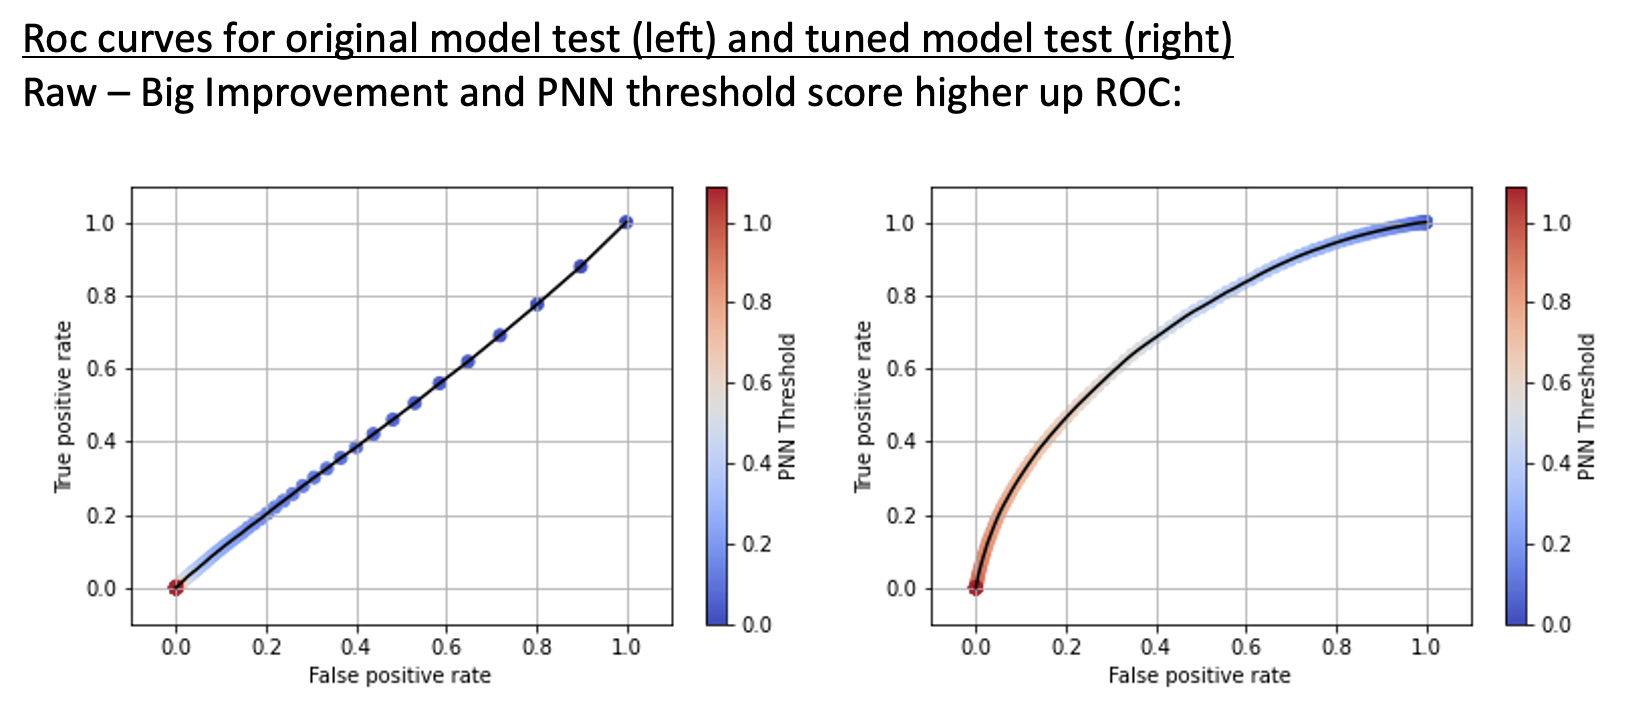 Roc curves for original model test (left) and tuned model test (right)
Raw – Big Improvement and PNN threshold score higher up ROC:
1.0
0.8
0.6
0.4
0.2
0.0
True positive rate
0.0 0.2 0.4 0.6 0.8 1.0
False positive rate
1.0
0.8
0.6
0.4
0.2
0.0
PNN Threshold
1.0
0.8
0.6
0.4
0.2
0.0
True positive rate
0.0 0.2 0.4 0.6 0.8 1.0
False positive rate
1.0
0.8
0.6
0.4
0.2
0.0
PNN Threshold